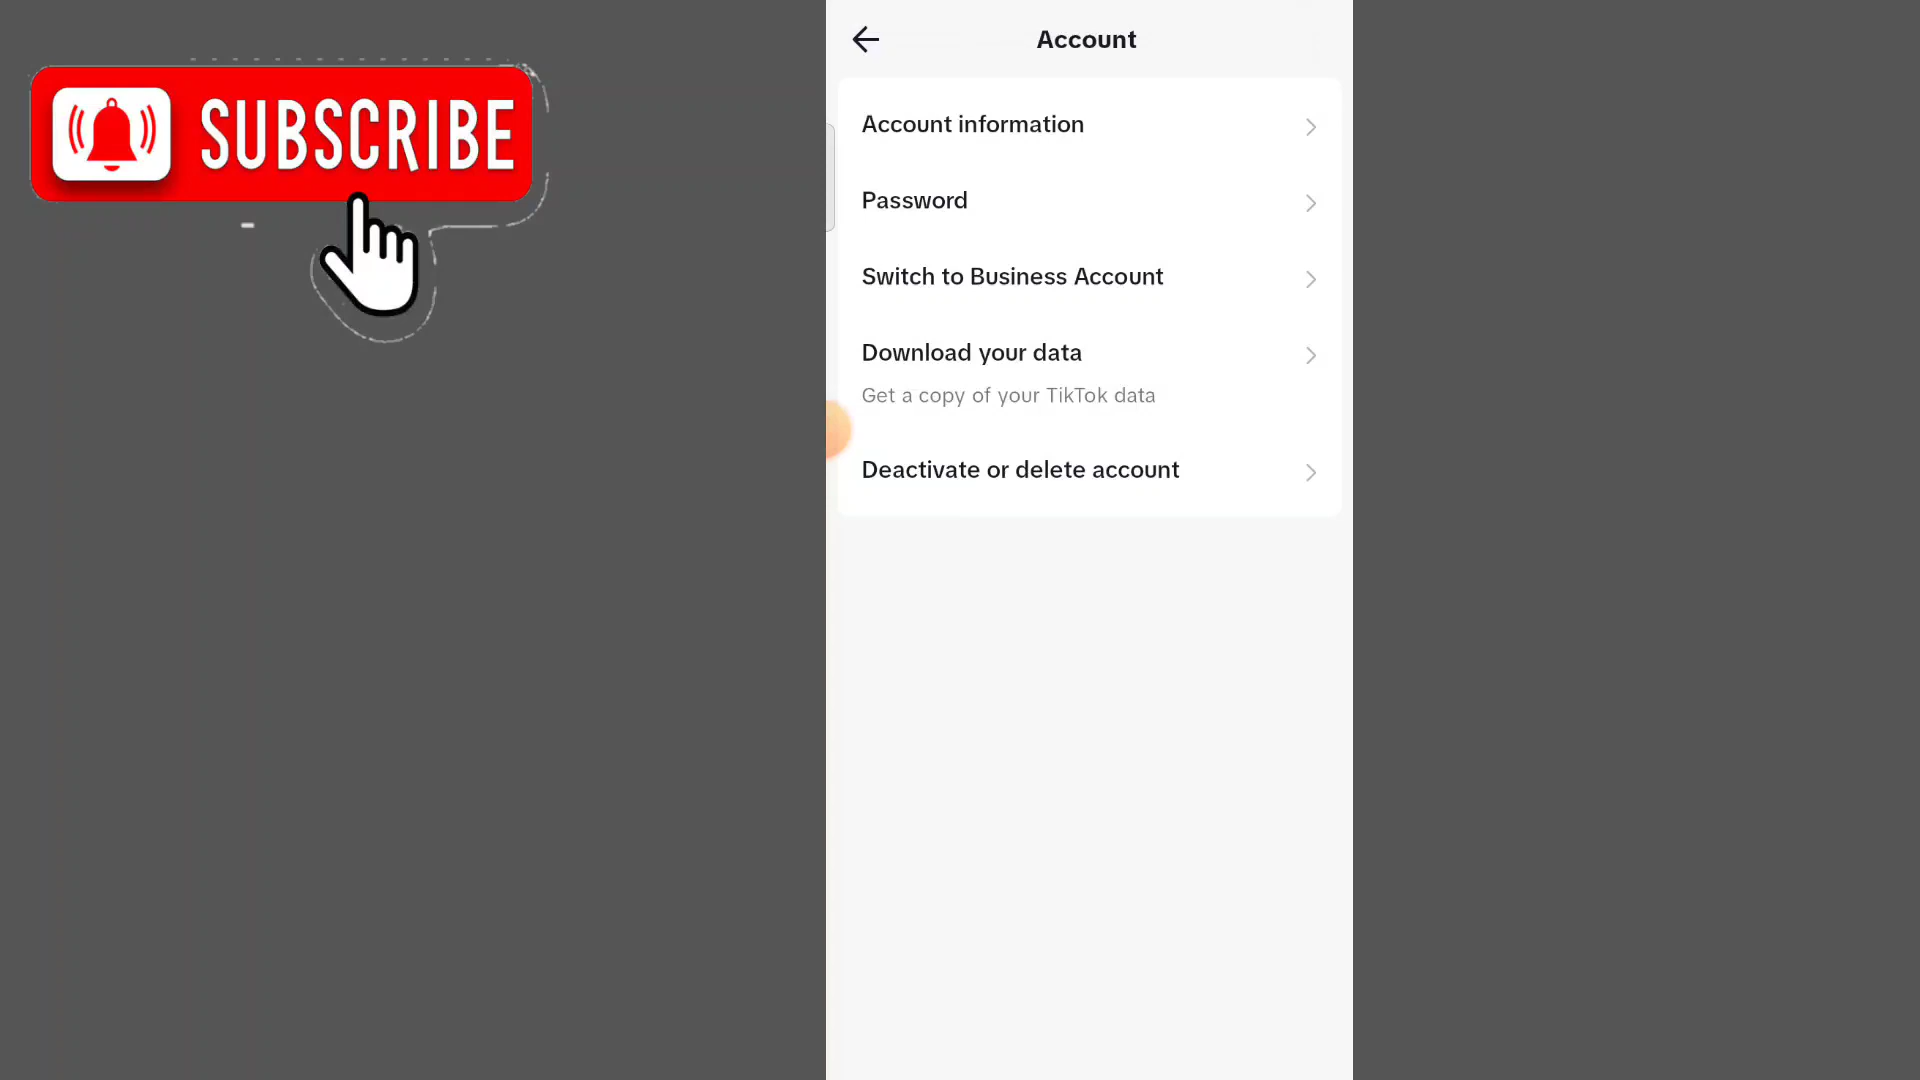 SUBSCRIBE
Account
Account information
Password
Switch to Business Account
Download your data
Get a copy of your TikTok data
Deactivate or delete account